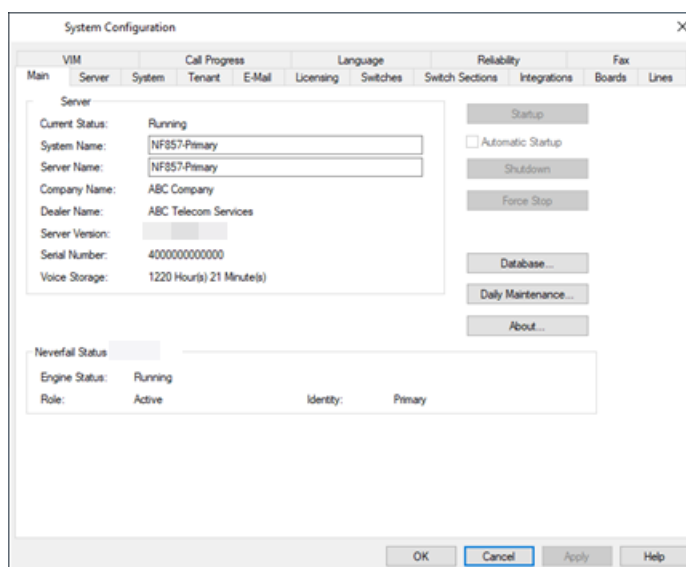 System Configuration
VIM Call Progress Language Reliability Fax
Main Server System Tenant E-Mail Licensing Switches Switch Sections Integrations Boards Lines
Server
Current Status: Running
System Name: NF857-Primary
Server Name: NF857-Primary
Company Name: ABC Company
Dealer Name: ABC Telecom Services
Server Version:
Serial Number: 400000000000
Voice Storage: 1220 Hour(s) 21 Minute(s)
Startup
Automatic Startup
Shutdown
Force Stop
Database...
Daily Maintenance...
About...
Neverfail Status
Engine Status: Running
Role: Active Identity: Primary
OK Cancel Apply Help